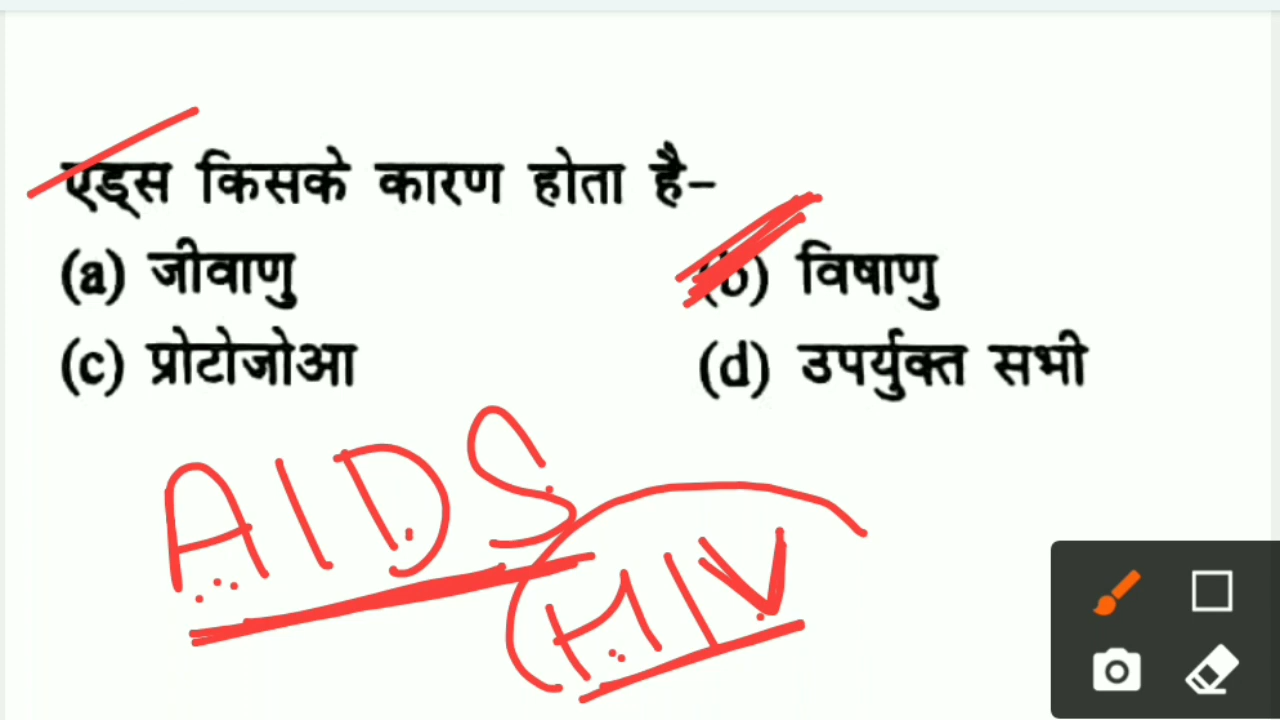 एड्स किसके कारण होता है–
(a) जीवाणु (b) विषाणु
(c) प्रोटोजोआ (d) उपर्युक्त सभी
AIDS
HIV